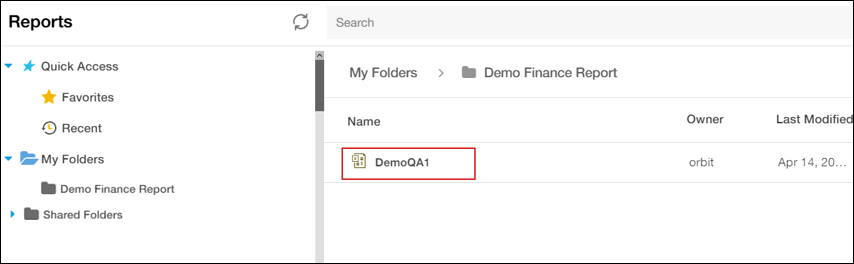 Reports
Search
Quick Access
Favorites
Recent
My Folders
Demo Finance Report
Shared Folders
My Folders > Demo Finance Report
Name Owner Last Modified
DemoQA1 orbit Apr 14, 20...